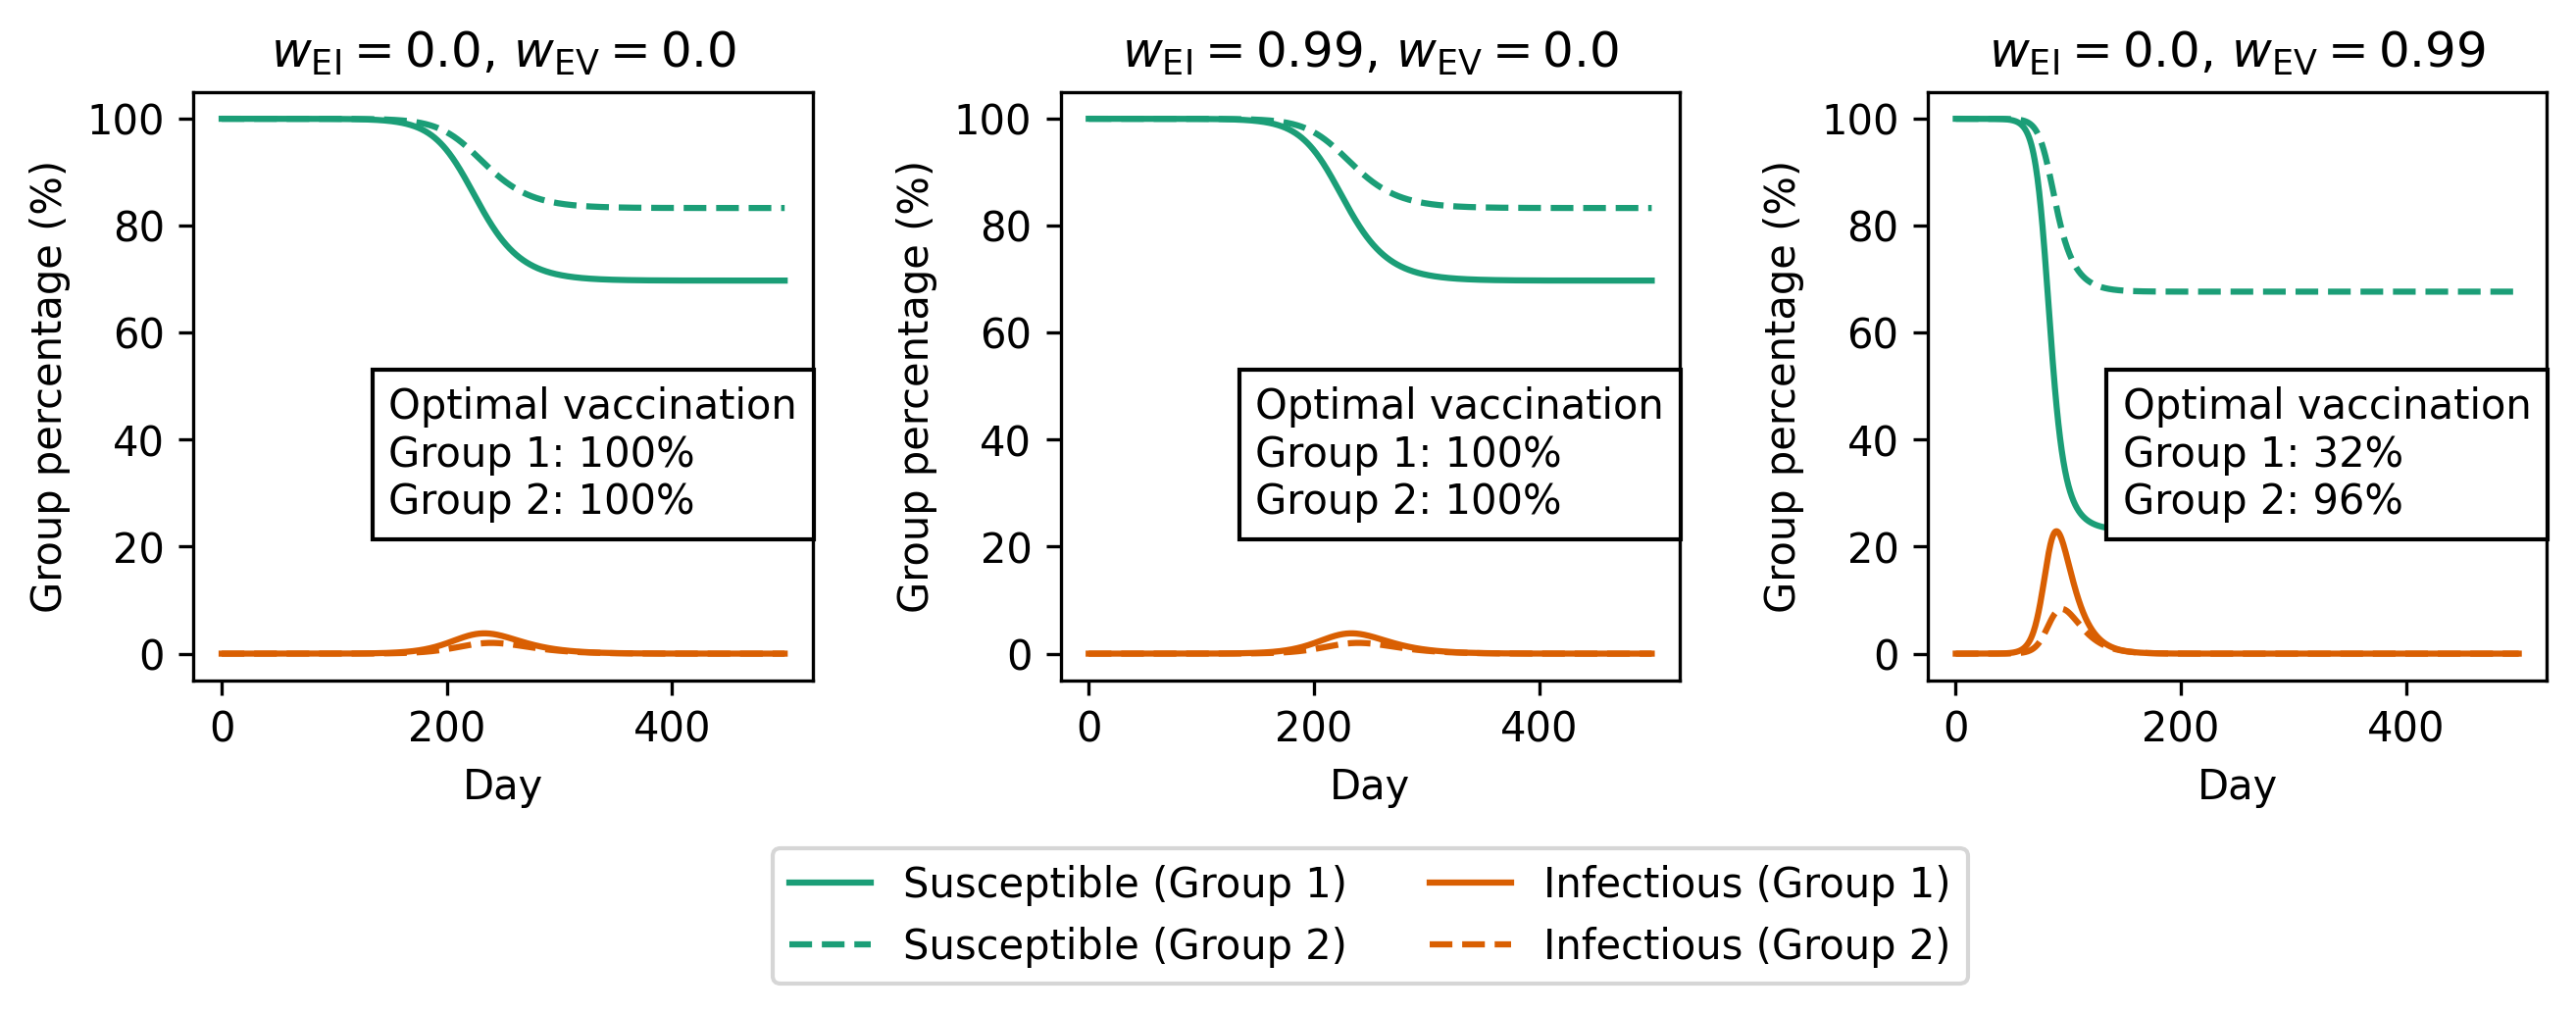 w_EI = 0.0, w_EV = 0.0
Group percentage (%)
100
80
60
40
20
0
Optimal vaccination
Group 1: 100%
Group 2: 100%
0 200 400
Day
w_EI = 0.99, w_EV = 0.0
Group percentage (%)
100
80
60
40
20
0
Optimal vaccination
Group 1: 100%
Group 2: 100%
0 200 400
Day
w_EI = 0.0, w_EV = 0.99
Group percentage (%)
100
80
60
40
20
0
Optimal vaccination
Group 1: 32%
Group 2: 96%
0 200 400
Day
Susceptible (Group 1)
Susceptible (Group 2)
Infectious (Group 1)
Infectious (Group 2)